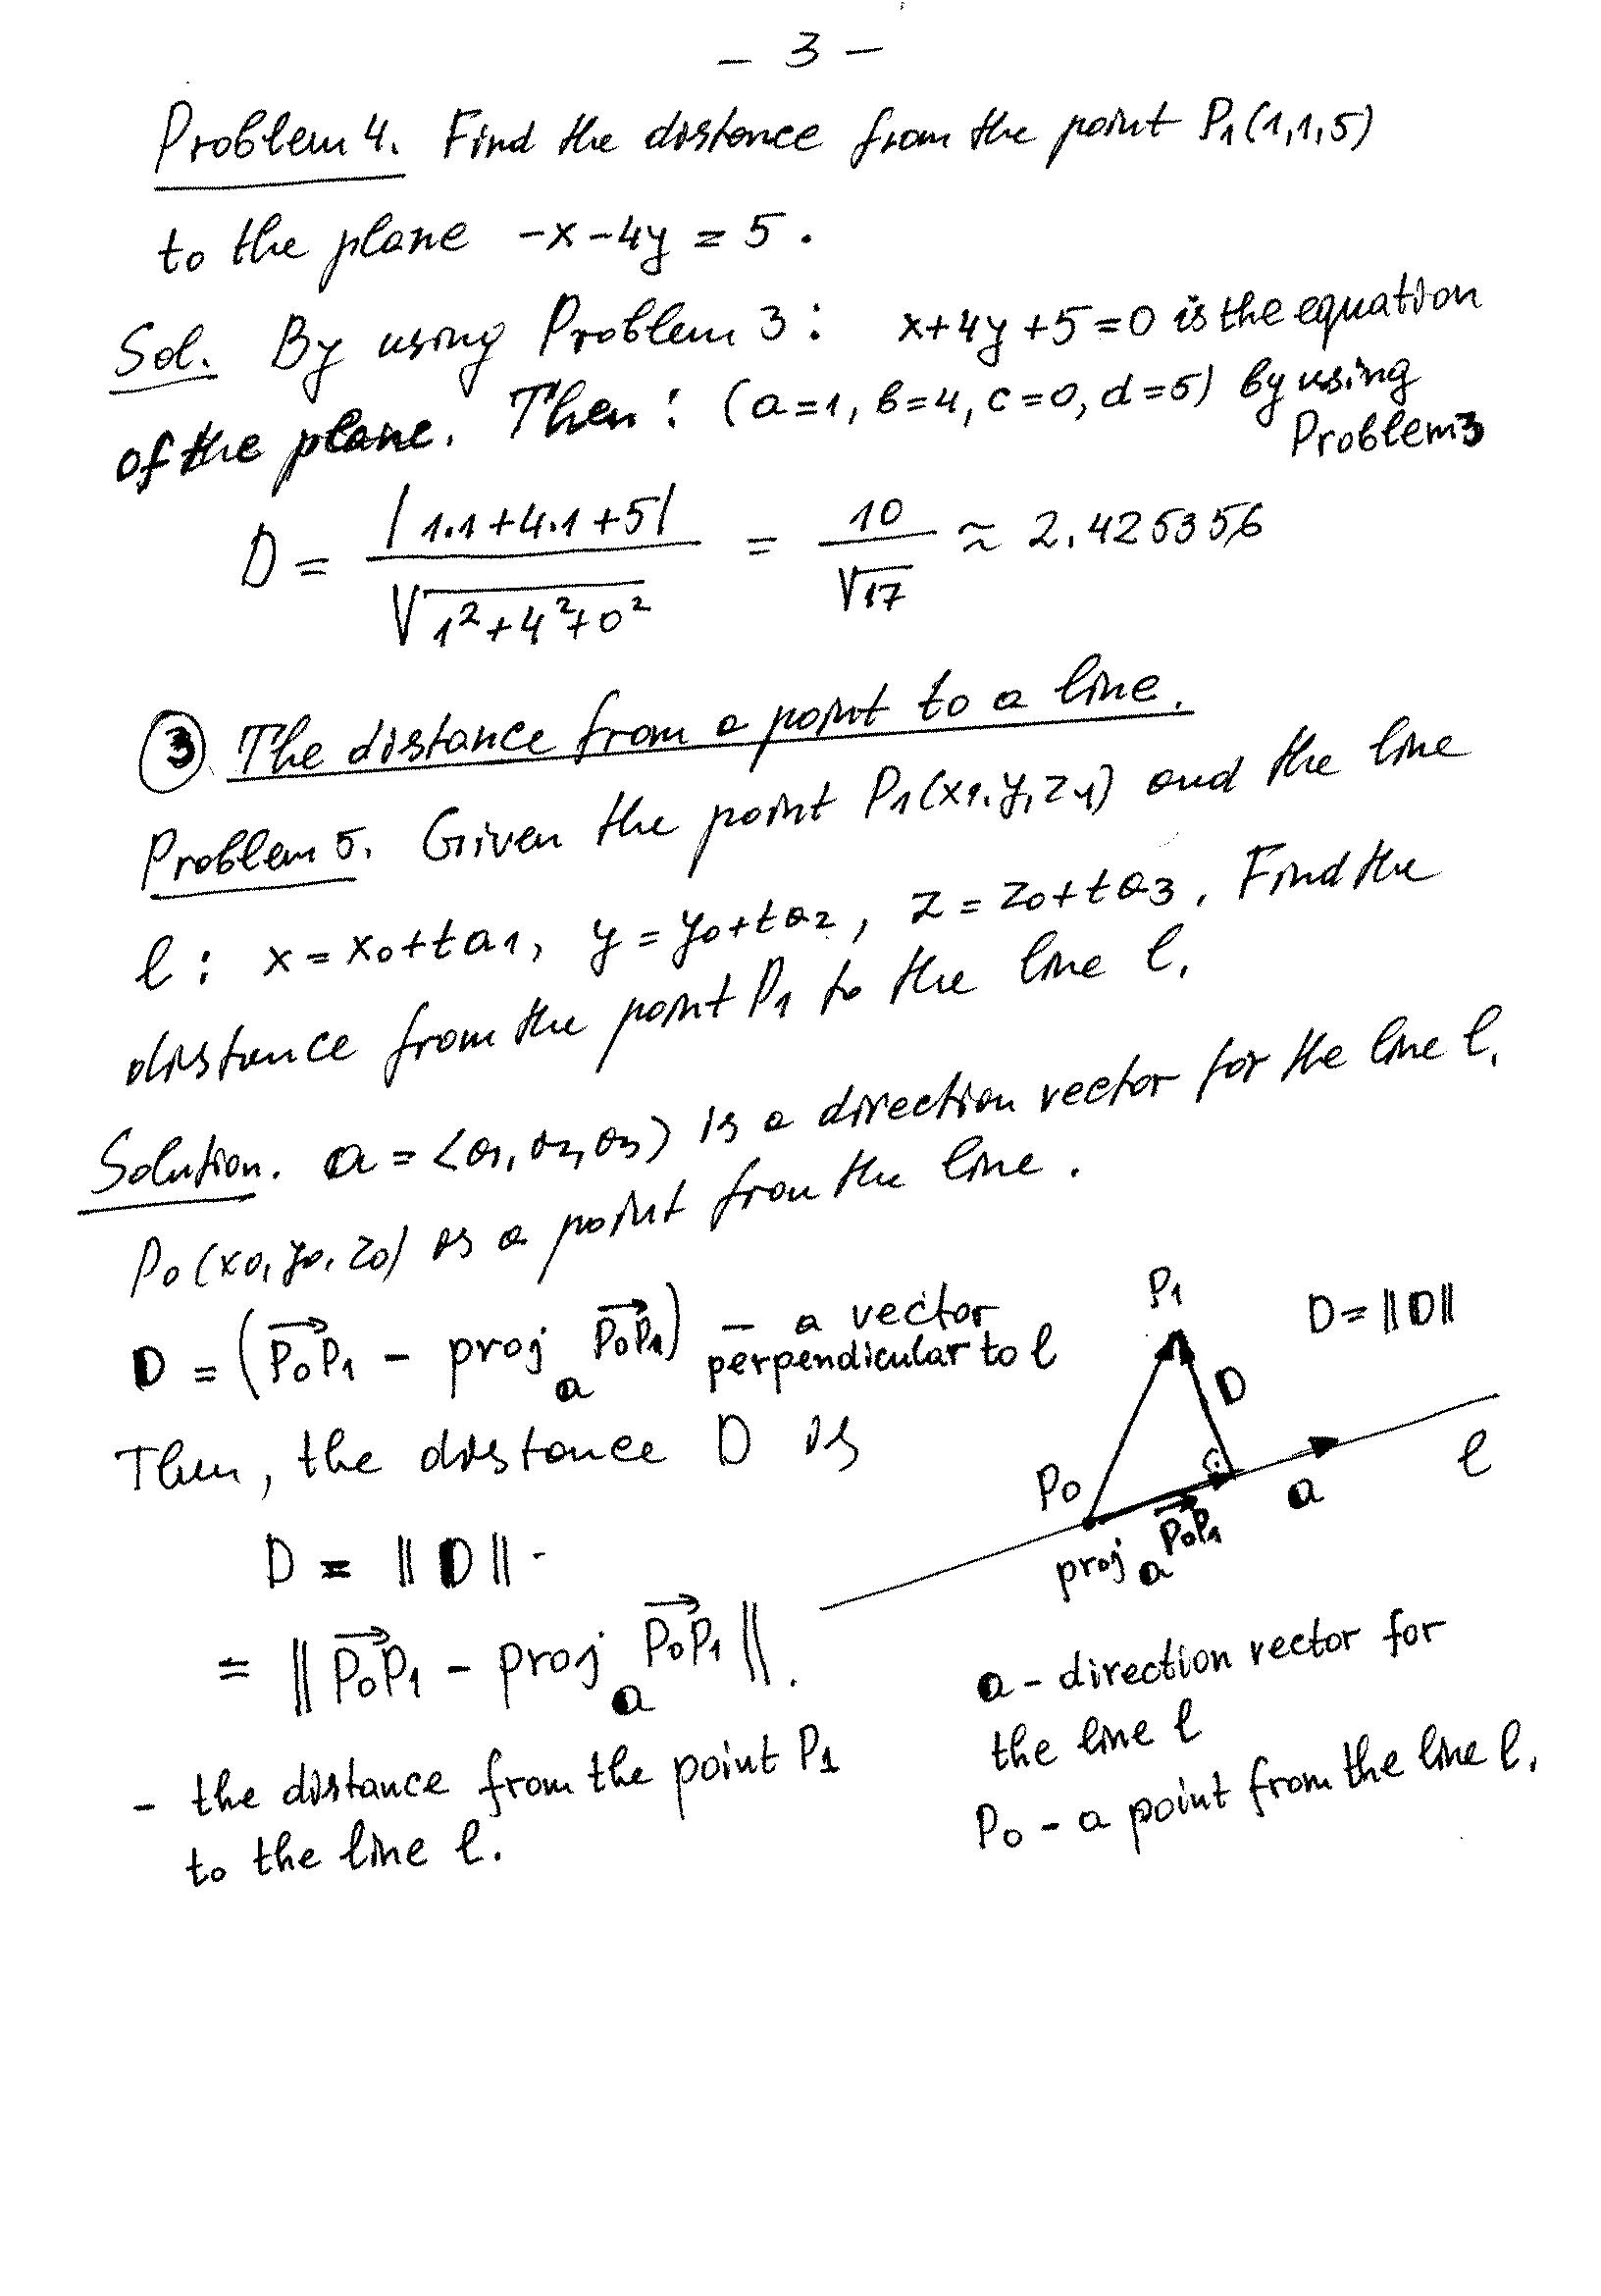 – 3 –
Problem 4. Find the distance from the point P₁(1,1,5)
to the plane -x-4y = 5.
Sol. By using Problem 3: x+4y+5=0 is the equation
of the plane. Then: (a=1, b=4, c=0, d=5) by using
Problem 3
D = |1.1+4.1+5| / √(1²+4²+0²) = 10/√17 ≈ 2.425356
③ The distance from a point to a line.
Problem 5. Given the point P₁(x₁,y,z₁) and the line
l: x = x₀+ta₁, y = y₀+ta₂, z = z₀+ta₃. Find the
distance from the point P₁ to the line l.
Solution. a = <a₁, a₂, a₃> is a direction vector for the line l.
P₀(x₀, y₀, z₀) is a point from the line.
D = (P₀P₁⃗ – proj_a P₀P₁⃗) – a vector
perpendicular to l
Then, the distance D is
D = ||D||
= ||P₀P₁⃗ – proj_a P₀P₁⃗||.
– the distance from the point P₁
to the line l.
P₁
D=||D||
D
P₀
a
l
proj_a P₀P₁⃗
a – direction vector for
the line l
P₀ – a point from the line l.